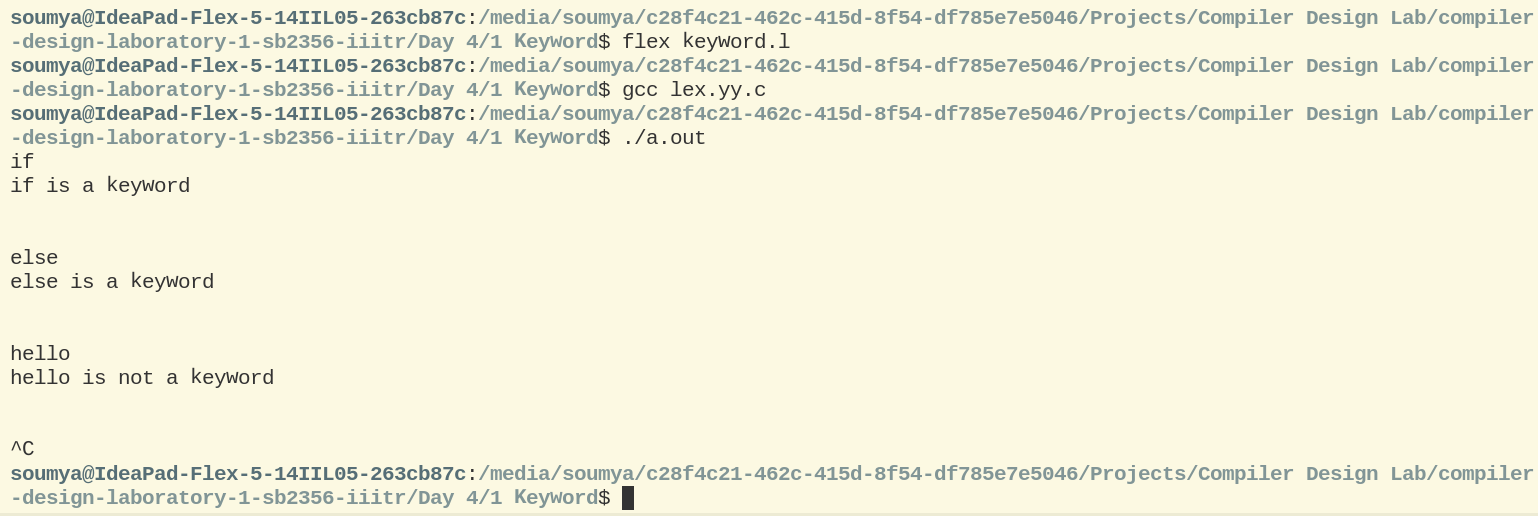 soumya@IdeaPad-Flex-5-14IIL05-263cb87c:/media/soumya/c28f4c21-462c-415d-8f54-df785e7e5046/Projects/Compiler Design Lab/compiler
-design-laboratory-1-sb2356-iiitr/Day 4/1 Keyword$ flex keyword.l
soumya@IdeaPad-Flex-5-14IIL05-263cb87c:/media/soumya/c28f4c21-462c-415d-8f54-df785e7e5046/Projects/Compiler Design Lab/compiler
-design-laboratory-1-sb2356-iiitr/Day 4/1 Keyword$ gcc lex.yy.c
soumya@IdeaPad-Flex-5-14IIL05-263cb87c:/media/soumya/c28f4c21-462c-415d-8f54-df785e7e5046/Projects/Compiler Design Lab/compiler
-design-laboratory-1-sb2356-iiitr/Day 4/1 Keyword$ ./a.out
if
if is a keyword
else
else is a keyword
hello
hello is not a keyword
^C
soumya@IdeaPad-Flex-5-14IIL05-263cb87c:/media/soumya/c28f4c21-462c-415d-8f54-df785e7e5046/Projects/Compiler Design Lab/compiler
-design-laboratory-1-sb2356-iiitr/Day 4/1 Keyword$